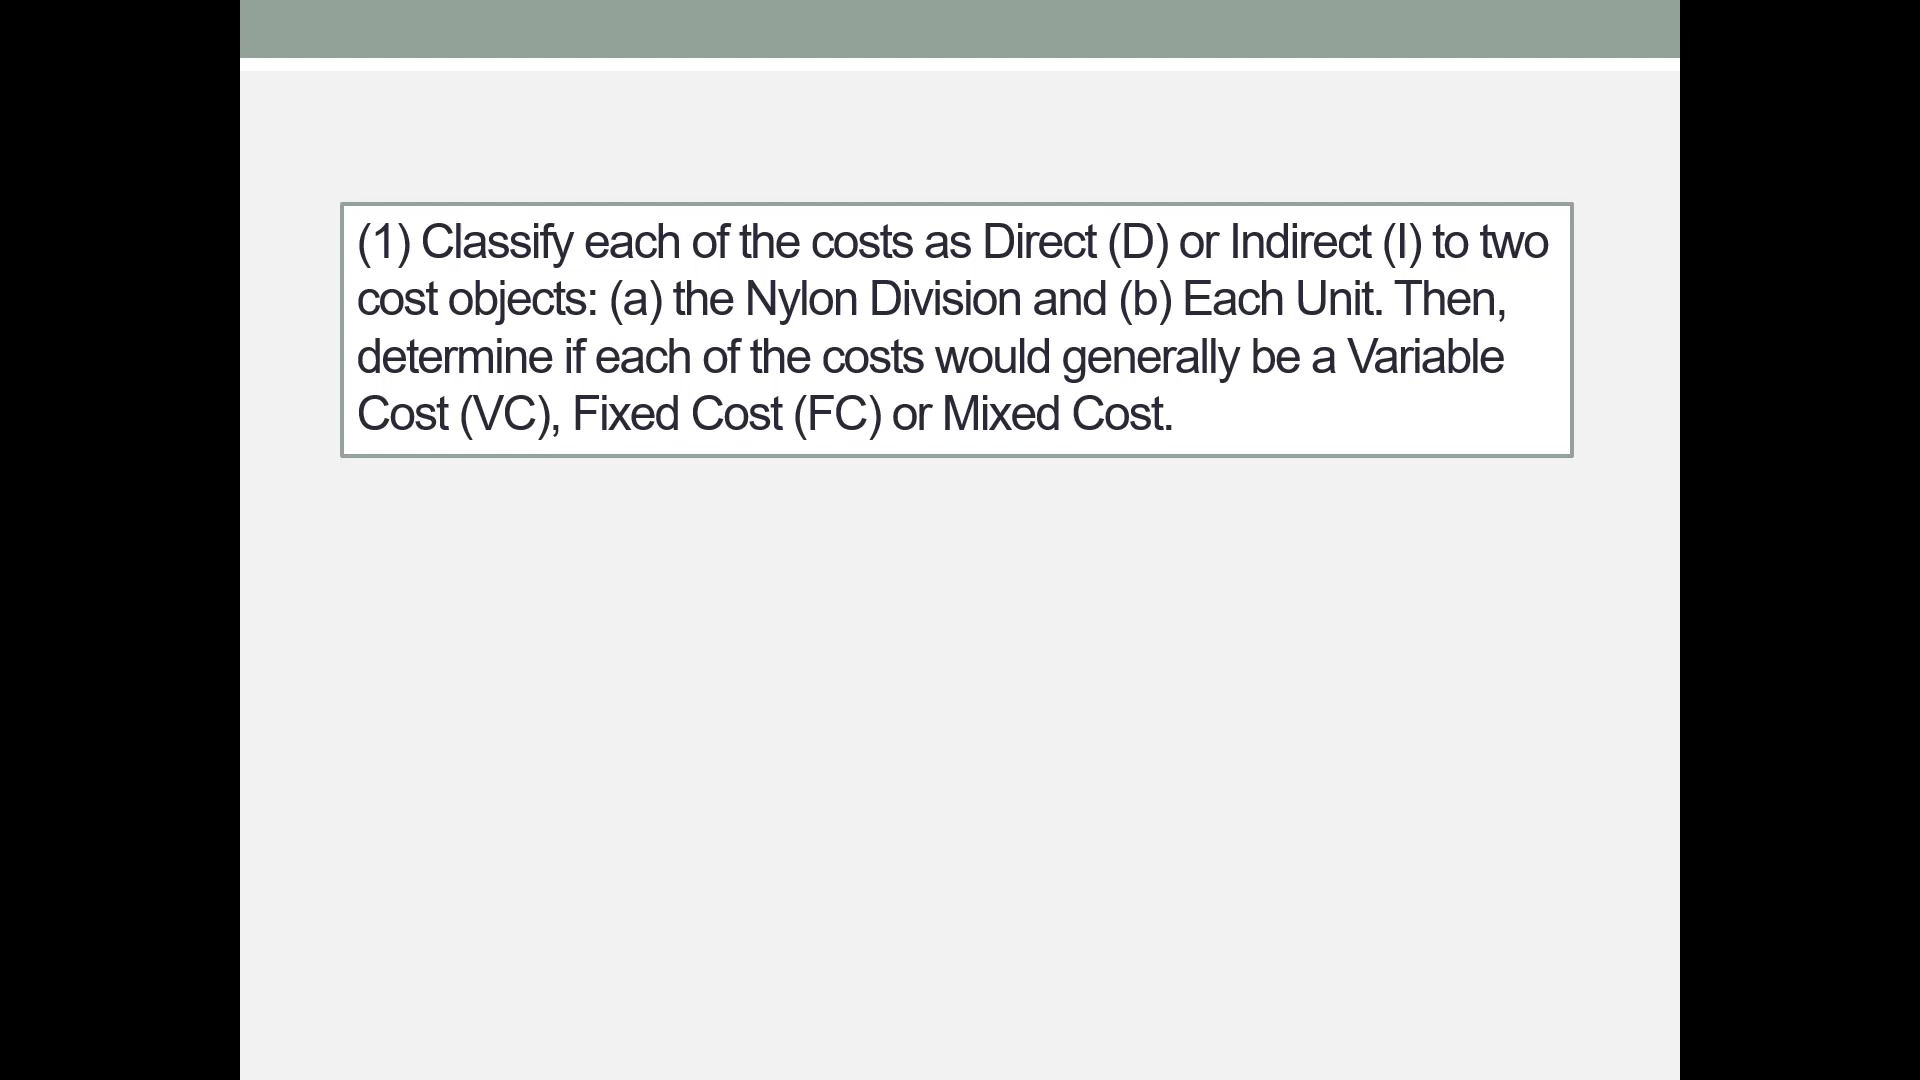 (1) Classify each of the costs as Direct (D) or Indirect (I) to two
cost objects: (a) the Nylon Division and (b) Each Unit. Then,
determine if each of the costs would generally be a Variable
Cost (VC), Fixed Cost (FC) or Mixed Cost.